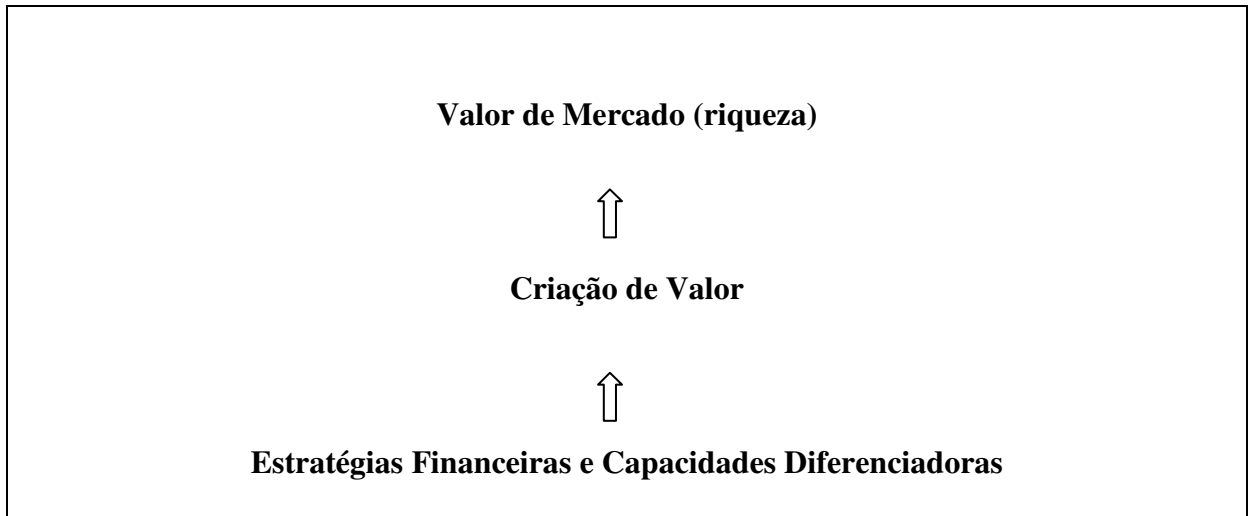 Valor de Mercado (riqueza)
Criação de Valor
Estratégias Financeiras e Capacidades Diferenciadoras